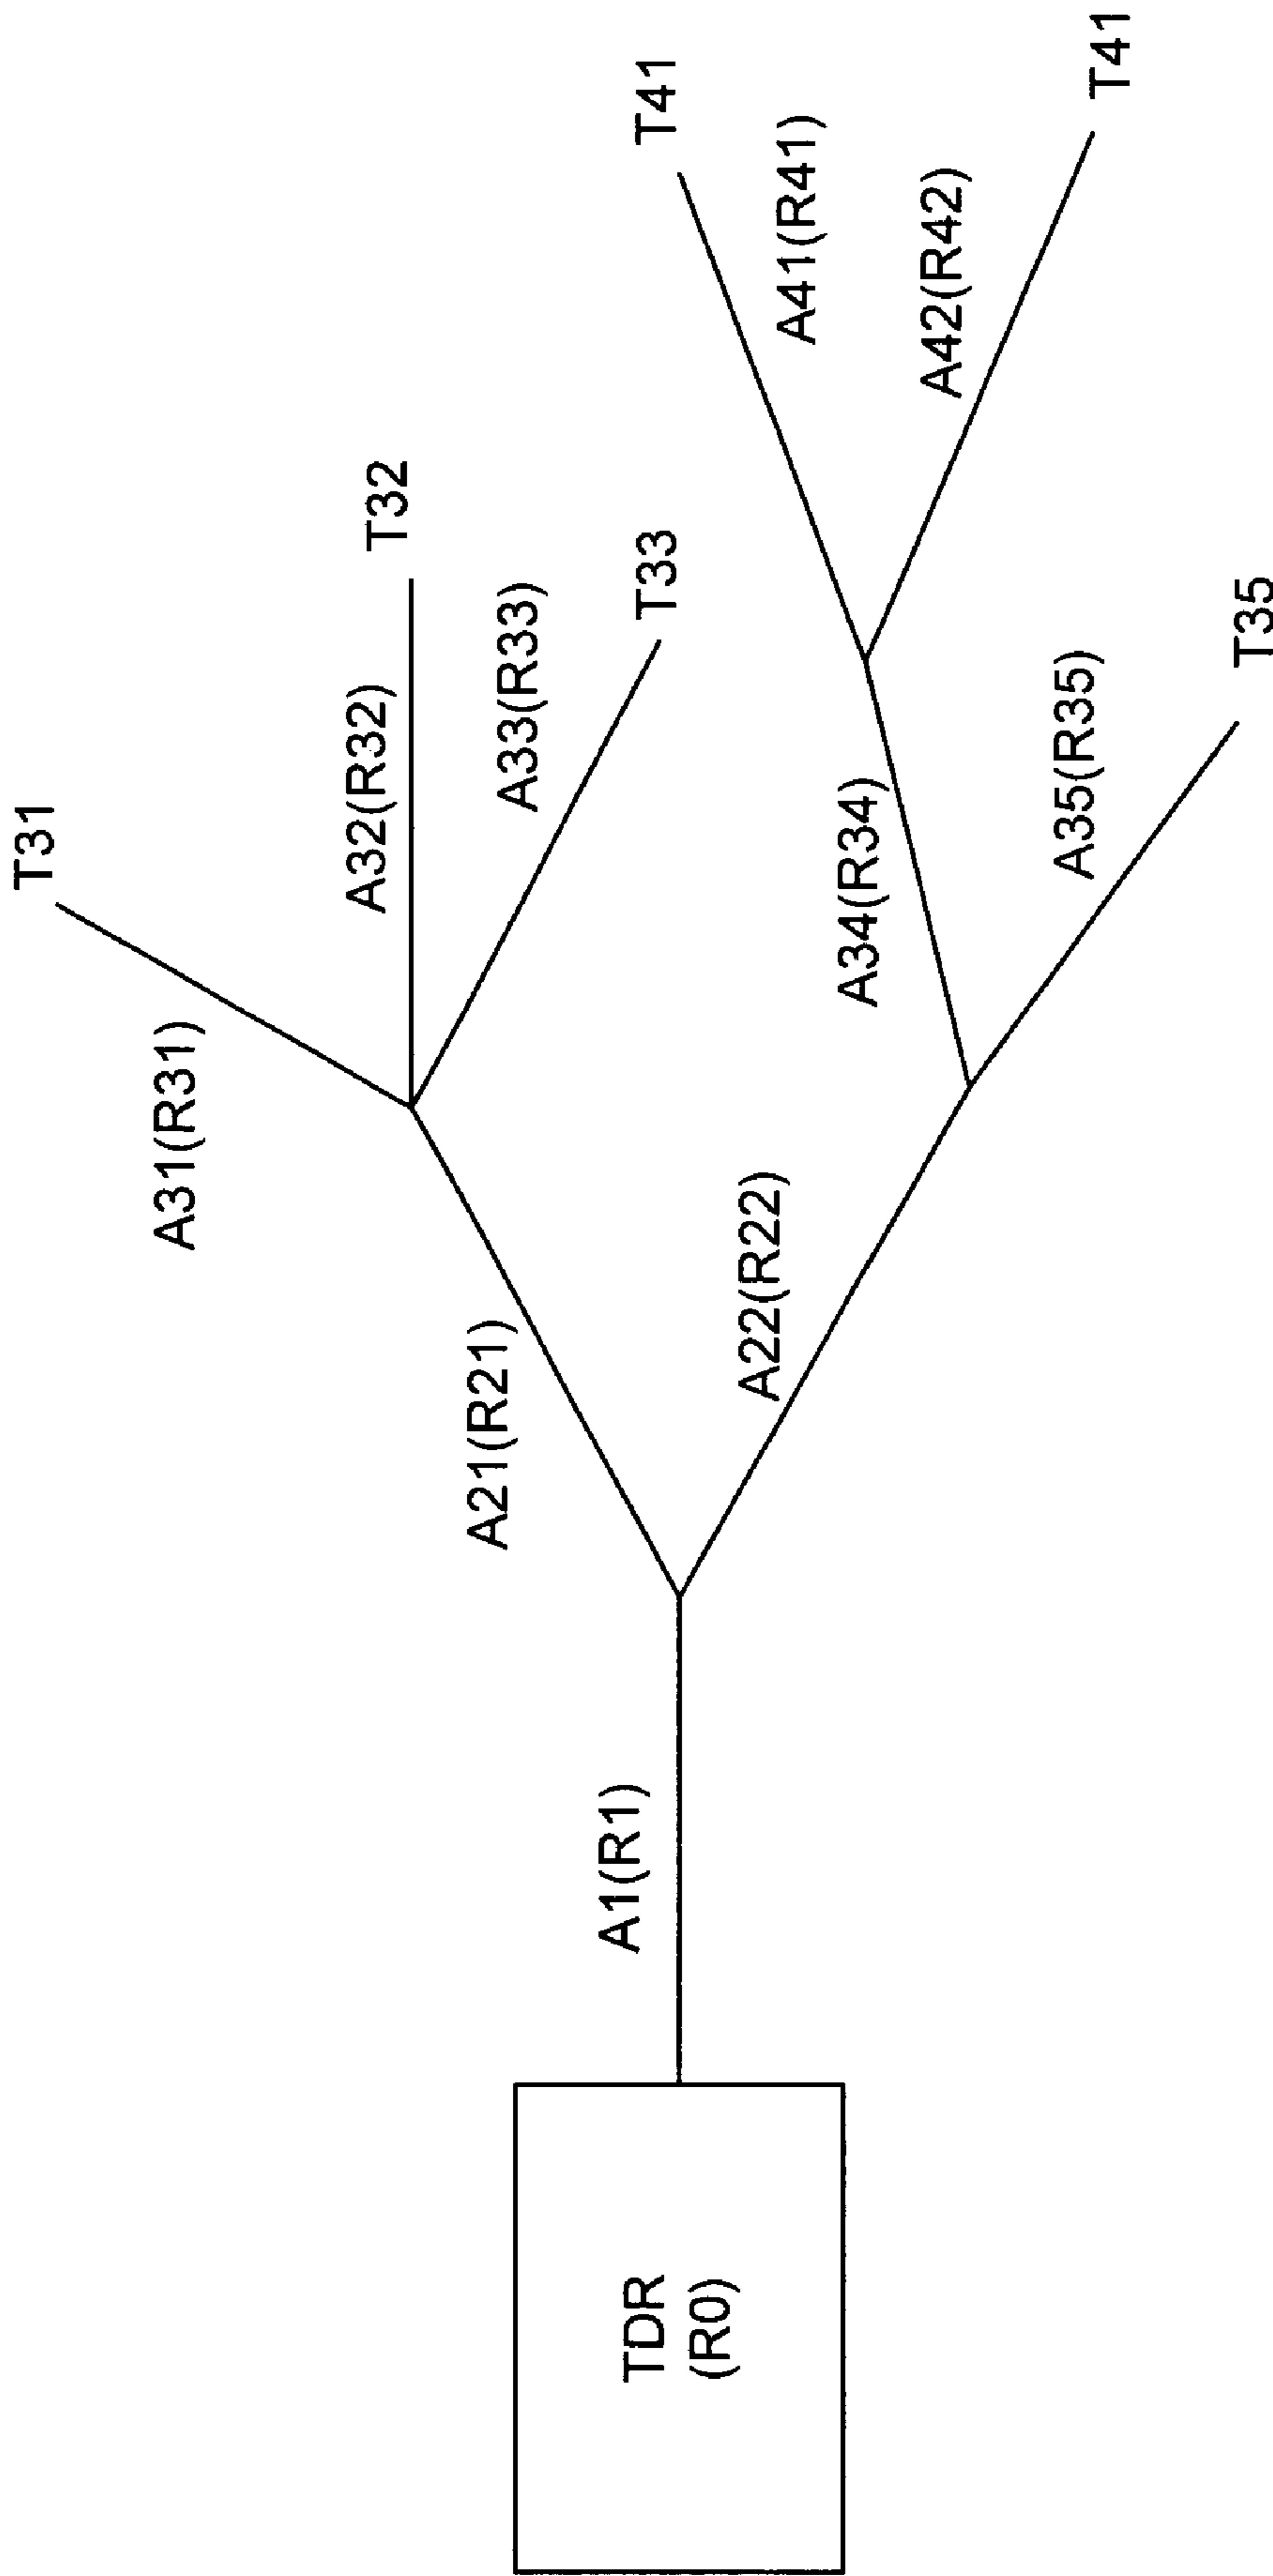 TDR
(R0)
A1(R1)
A21(R21)
A22(R22)
A31(R31)
T31
A32(R32)
T32
A33(R33)
T33
A34(R34)
A35(R35)
T35
A41(R41)
T41
A42(R42)
T41